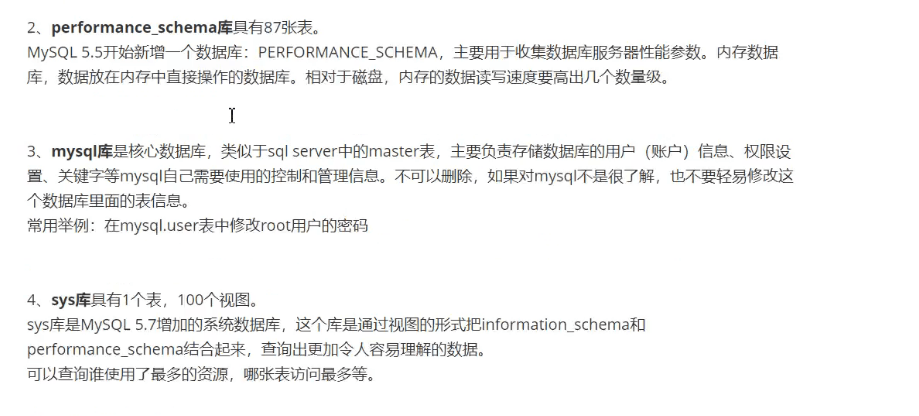 2、performance_schema库具有87张表。
MySQL 5.5开始新增一个数据库：PERFORMANCE_SCHEMA，主要用于收集数据库服务器性能参数。内存数据
库，数据放在内存中直接操作的数据库。相对于磁盘，内存的数据读写速度要高出几个数量级。
3、mysql库是核心数据库，类似于sql server中的master表，主要负责存储数据库的用户（账户）信息、权限设
置、关键字等mysql自己需要使用的控制和管理信息。不可以删除，如果对mysql不是很了解，也不要轻易修改这
个数据库里面的表信息。
常用举例：在mysql.user表中修改root用户的密码
4、sys库具有1个表，100个视图。
sys库是MySQL 5.7增加的系统数据库，这个库是通过视图的形式把information_schema和
performance_schema结合起来，查询出更加令人容易理解的数据。
可以查询谁使用了最多的资源，哪张表访问最多等。